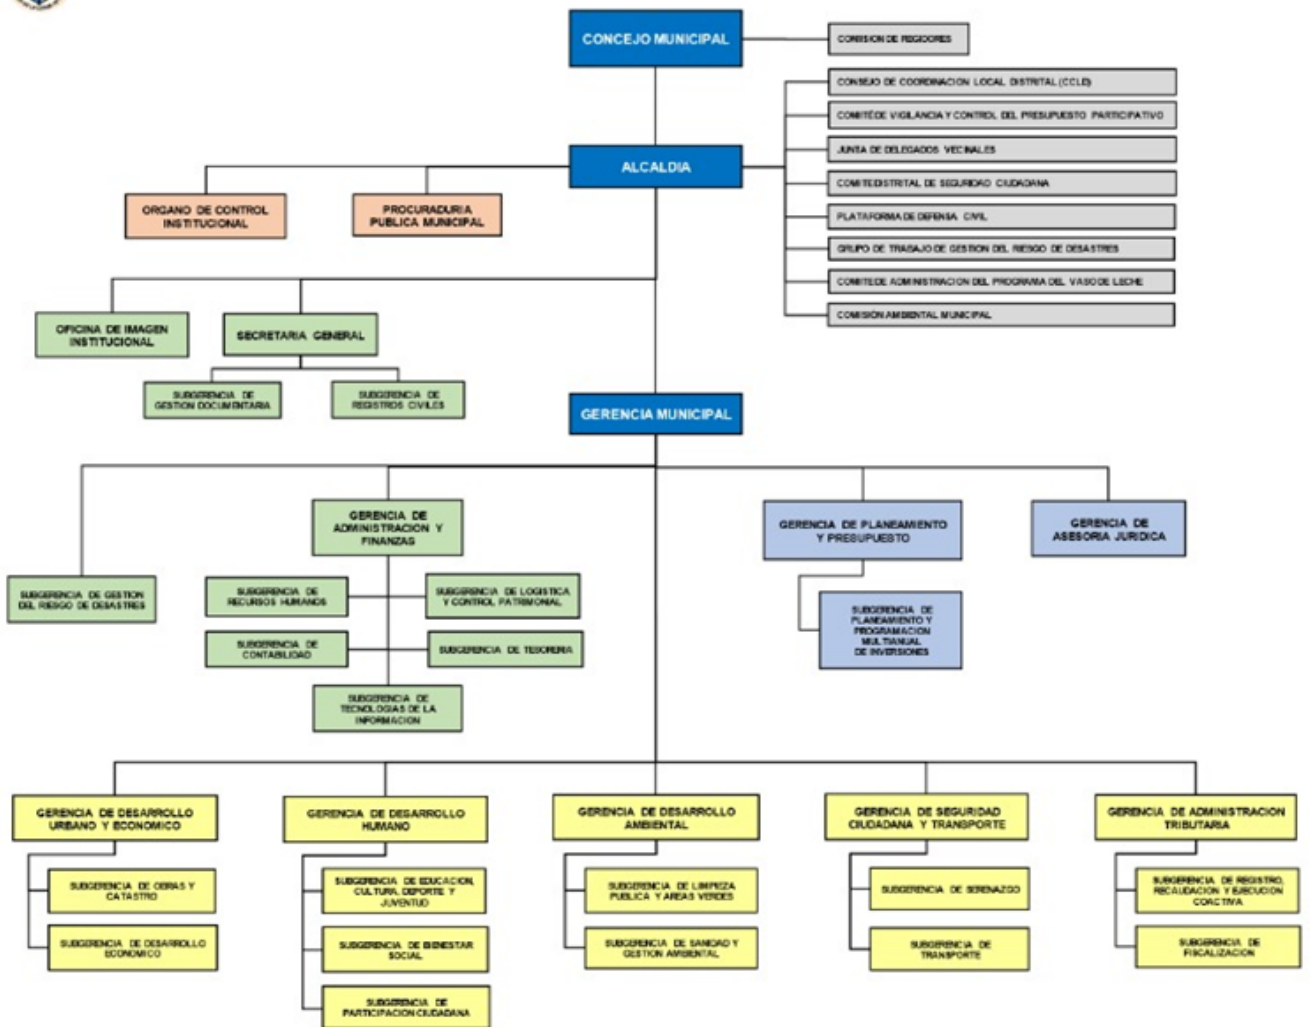 CONCEJO MUNICIPAL
COMISION DE REGIDORES
CONSEJO DE COORDINACION LOCAL DISTRITAL (CCLD)
COMITÉ DE VIGILANCIA Y CONTROL DEL PRESUPUESTO PARTICIPATIVO
JUNTA DE DELEGADOS VECINALES
COMITE DISTRITAL DE SEGURIDAD CIUDADANA
PLATAFORMA DE DEFENSA CIVIL
GRUPO DE TRABAJO DE GESTION DEL RIESGO DE DESASTRES
COMITE DE ADMINISTRACION DEL PROGRAMA DEL VASO DE LECHE
COMISIÓN AMBIENTAL MUNICIPAL
ALCALDIA
ORGANO DE CONTROL
INSTITUCIONAL
PROCURADURIA
PUBLICA MUNICIPAL
OFICINA DE IMAGEN
INSTITUCIONAL
SECRETARIA GENERAL
SUBGERENCIA DE
GESTION DOCUMENTARIA
SUBGERENCIA DE
REGISTROS CIVILES
GERENCIA MUNICIPAL
SUBGERENCIA DE GESTION
DEL RIESGO DE DESASTRES
GERENCIA DE
ADMINISTRACION Y
FINANZAS
SUBGERENCIA DE
RECURSOS HUMANOS
SUBGERENCIA DE LOGISTICA
Y CONTROL PATRIMONIAL
SUBGERENCIA DE
CONTABILIDAD
SUBGERENCIA DE TESORERIA
SUBGERENCIA DE
TECNOLOGIAS DE LA
INFORMACION
GERENCIA DE PLANEAMIENTO
Y PRESUPUESTO
SUBGERENCIA DE
PLANEAMIENTO Y
PROGRAMACION
MULTIANUAL
DE INVERSIONES
GERENCIA DE
ASESORIA JURIDICA
GERENCIA DE DESARROLLO
URBANO Y ECONOMICO
SUBGERENCIA DE OBRAS Y
CATASTRO
SUBGERENCIA DE DESARROLLO
ECONOMICO
GERENCIA DE DESARROLLO
HUMANO
SUBGERENCIA DE EDUCACION,
CULTURA, DEPORTE Y
JUVENTUD
SUBGERENCIA DE BIENESTAR
SOCIAL
SUBGERENCIA DE
PARTICIPACION CIUDADANA
GERENCIA DE DESARROLLO
AMBIENTAL
SUBGERENCIA DE LIMPIEZA
PUBLICA Y AREAS VERDES
SUBGERENCIA DE SANIDAD Y
GESTION AMBIENTAL
GERENCIA DE SEGURIDAD
CIUDADANA Y TRANSPORTE
SUBGERENCIA DE SERENAZGO
SUBGERENCIA DE
TRANSPORTE
GERENCIA DE ADMINISTRACION
TRIBUTARIA
SUBGERENCIA DE REGISTRO,
RECAUDACION Y EJECUCION
COACTIVA
SUBGERENCIA DE
FISCALIZACION